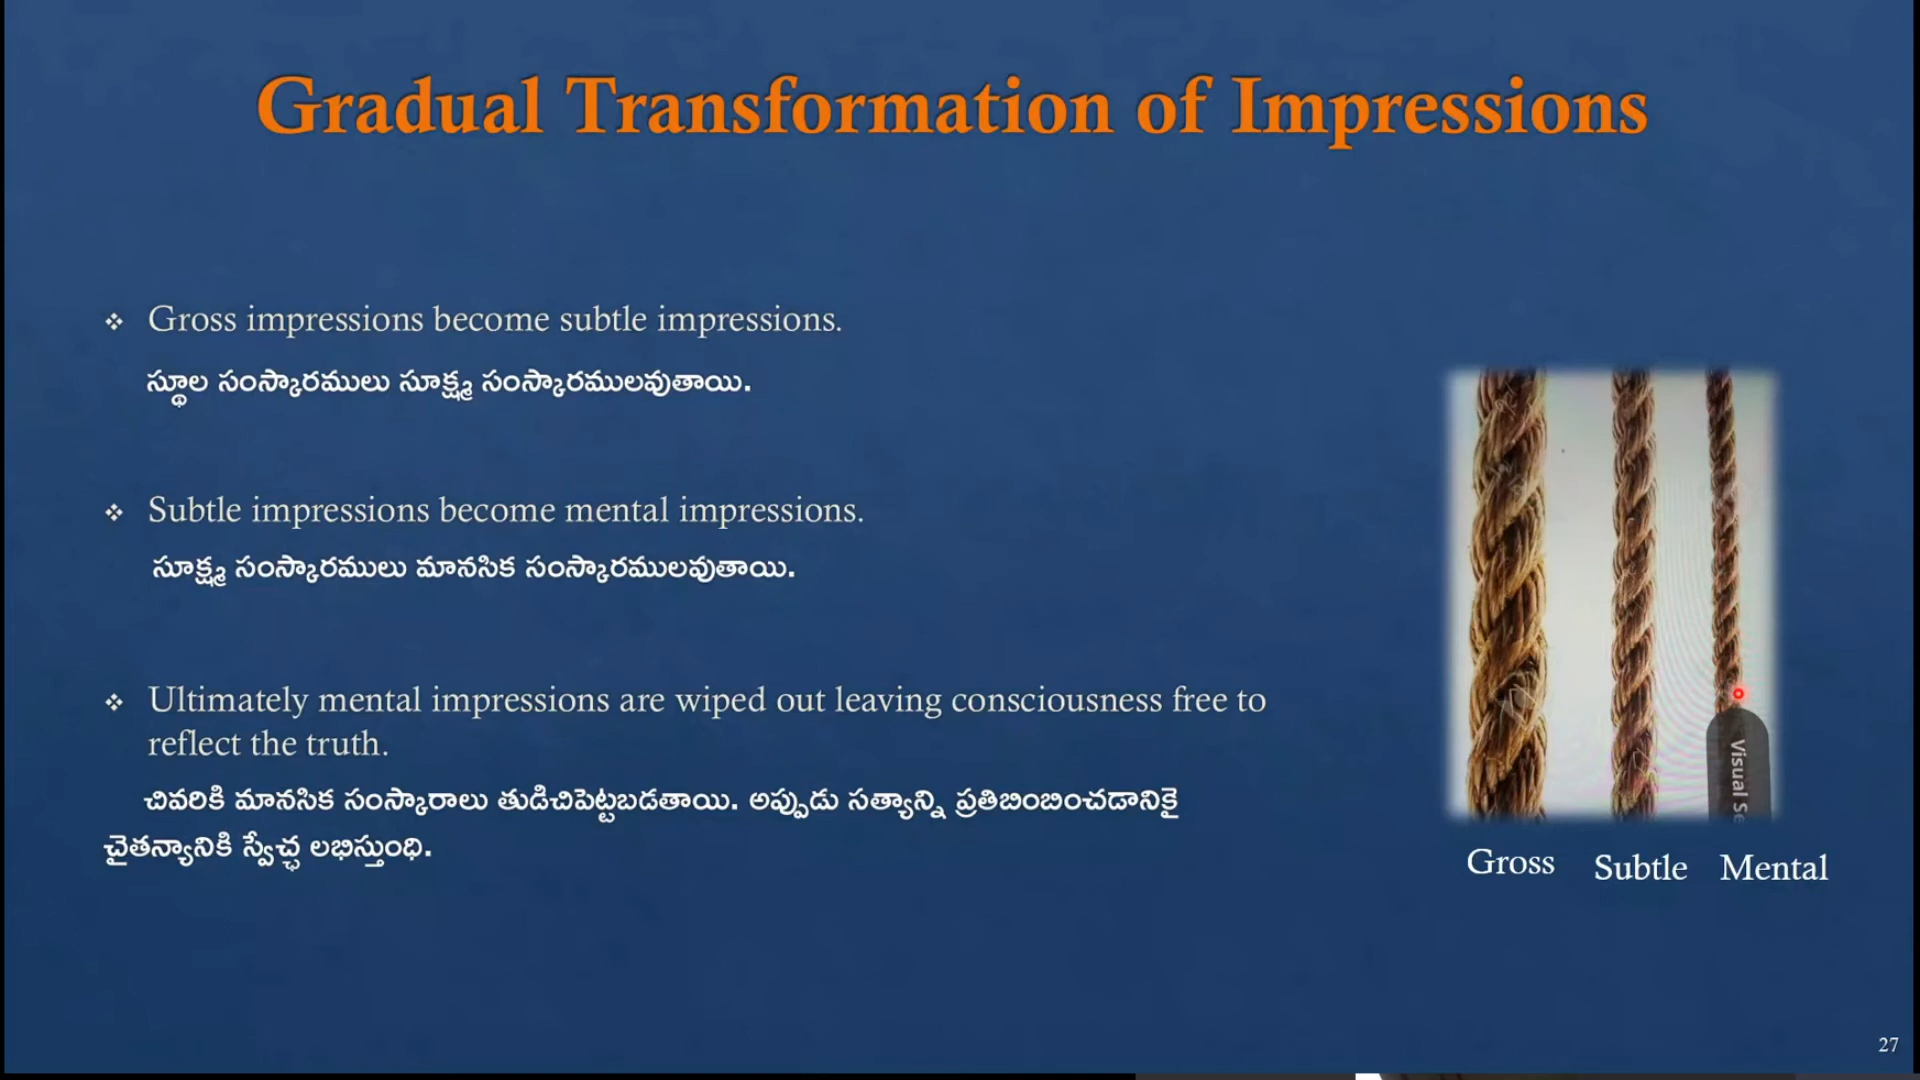 Gradual Transformation of Impressions
❖ Gross impressions become subtle impressions.
స్థూల సంస్కారములు సూక్ష్మ సంస్కారములవుతాయి.
❖ Subtle impressions become mental impressions.
సూక్ష్మ సంస్కారములు మానసిక సంస్కారములవుతాయి.
❖ Ultimately mental impressions are wiped out leaving consciousness free to
reflect the truth.
చివరికి మానసిక సంస్కారాలు తుడిచిపెట్టబడతాయి. అప్పుడు సత్యాన్ని ప్రతిబింబించడానికై
చైతన్యానికి స్వేచ్ఛ లభిస్తుంది.
Visual Se
Gross Subtle Mental
27